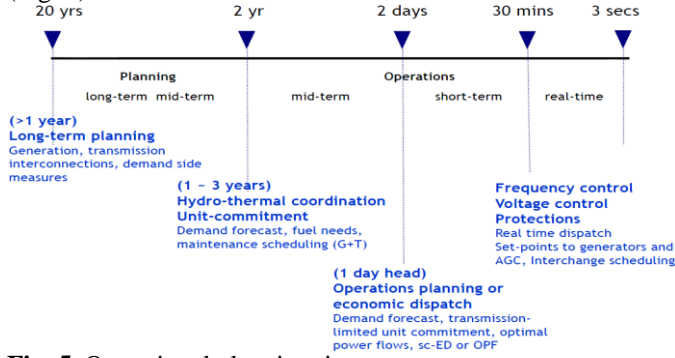 20 yrs 2 yr 2 days 30 mins 3 secs
Planning Operations
long-term mid-term mid-term short-term real-time
(>1 year)
Long-term planning
Generation, transmission
interconnections, demand side
measures
(1 ~ 3 years)
Hydro-thermal coordination
Unit-commitment
Demand forecast, fuel needs,
maintenance scheduling (G+T)
Frequency control
Voltage control
Protections
Real time dispatch
Set-points to generators and
AGC, Interchange scheduling
(1 day head)
Operations planning or
economic dispatch
Demand forecast, transmission-
limited unit commitment, optimal
power flows, sc-ED or OPF